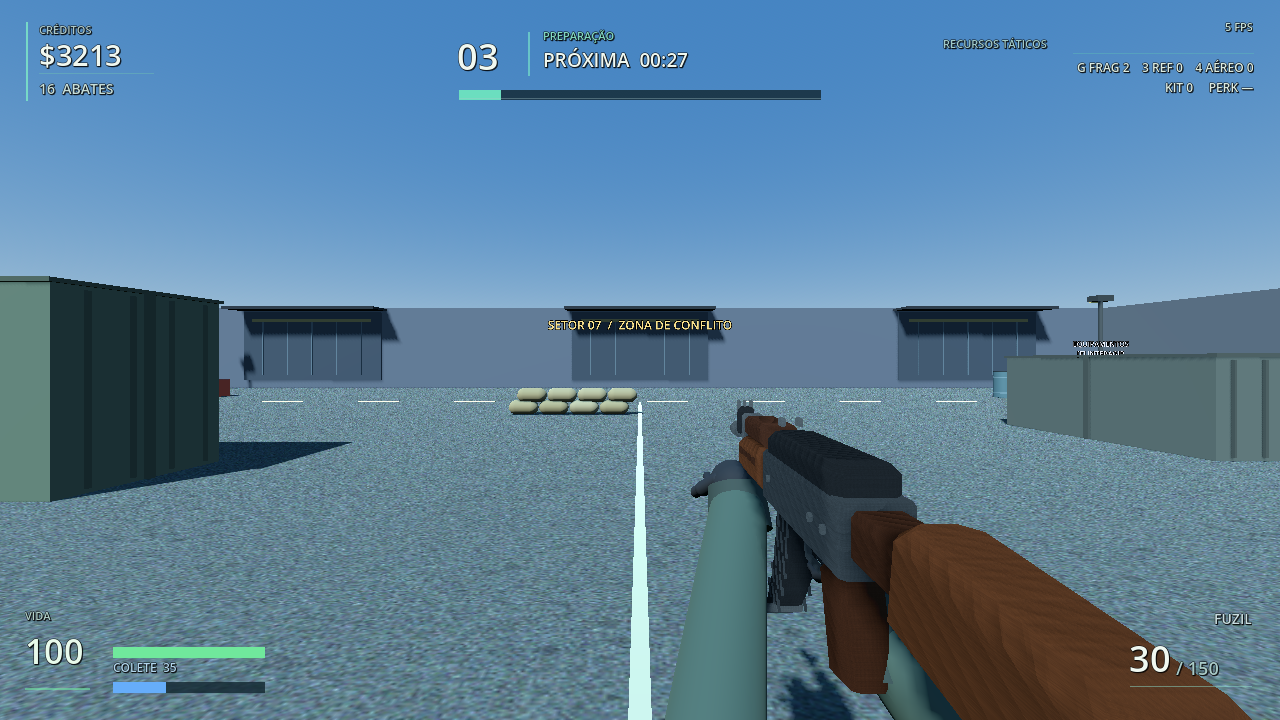 CRÉDITOS
$3213
16 ABATES
03
PREPARAÇÃO
PRÓXIMA 00:27
5 FPS
RECURSOS TÁTICOS
G FRAG 2 3 REF 0 4 AÉREO 0
KIT 0 PERK —
SETOR 07 / ZONA DE CONFLITO
VIDA
100
COLETE 35
FUZIL
30 / 150